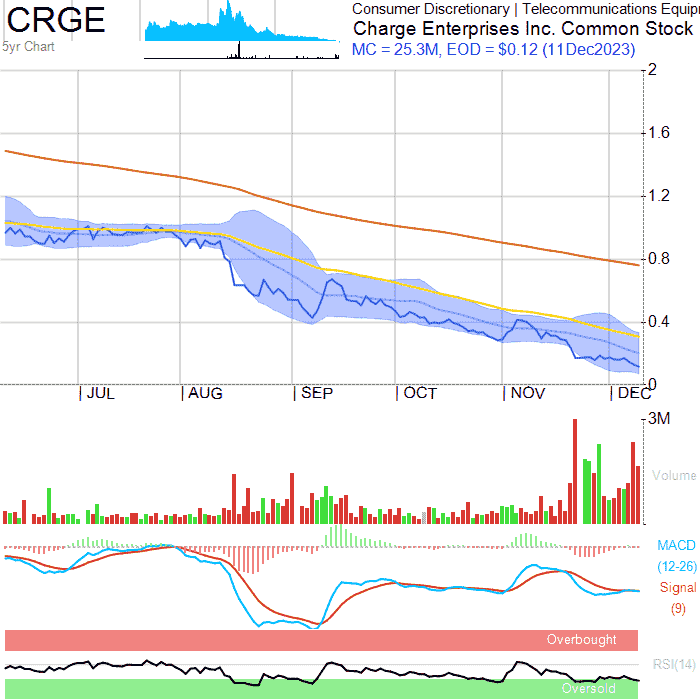 CRGE
5yr Chart
Consumer Discretionary | Telecommunications Equip
Charge Enterprises Inc. Common Stock
MC = 25.3M, EOD = $0.12 (11Dec2023)
2
1.6
1.2
0.8
0.4
0
JUL
AUG
SEP
OCT
NOV
DEC
3M
Volume
MACD
(12-26)
Signal
(9)
Overbought
RSI(14)
Oversold